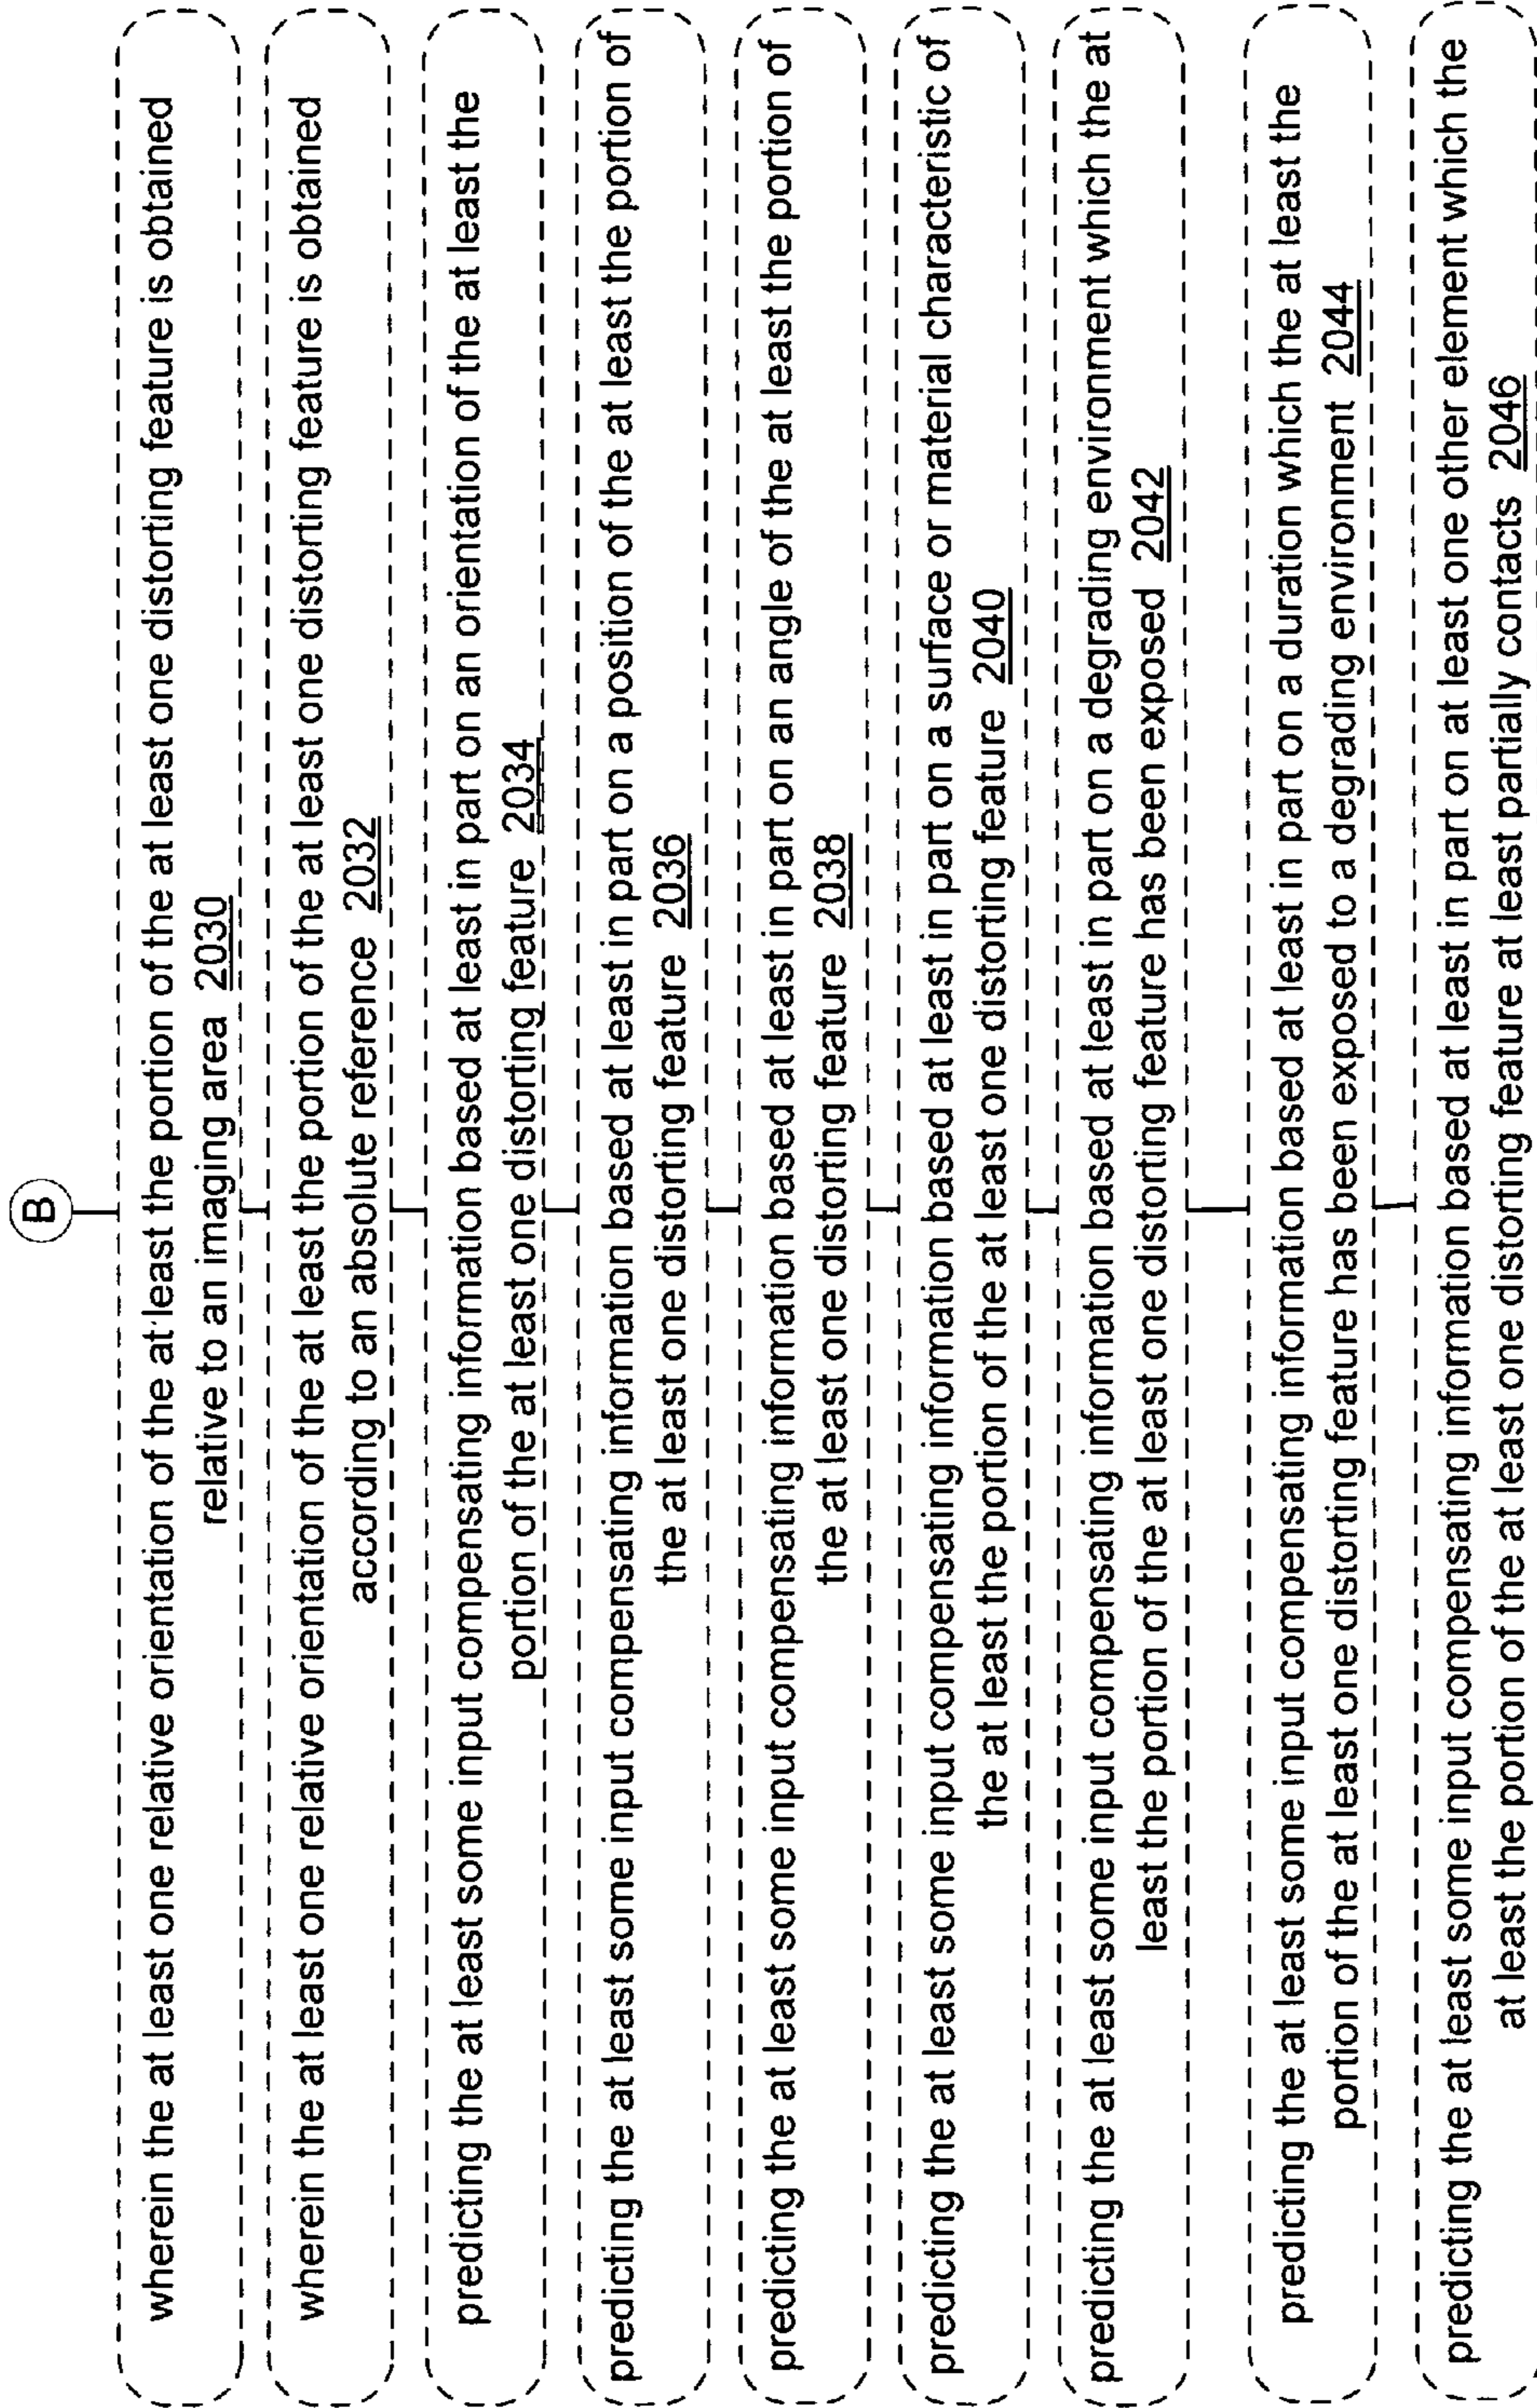 B
wherein the at least one relative orientation of the at least the portion of the at least one distorting feature is obtained
relative to an imaging area 2030
wherein the at least one relative orientation of the at least the portion of the at least one distorting feature is obtained
according to an absolute reference 2032
predicting the at least some input compensating information based at least in part on an orientation of the at least the
portion of the at least one distorting feature 2034
predicting the at least some input compensating information based at least in part on a position of the at least the portion of
the at least one distorting feature 2036
predicting the at least some input compensating information based at least in part on an angle of the at least the portion of
the at least one distorting feature 2038
predicting the at least some input compensating information based at least in part on a surface or material characteristic of
the at least the portion of the at least one distorting feature 2040
predicting the at least some input compensating information based at least in part on a degrading environment which the at
least the portion of the at least one distorting feature has been exposed 2042
predicting the at least some input compensating information based at least in part on a duration which the at least the
portion of the at least one distorting feature has been exposed to a degrading environment 2044
predicting the at least some input compensating information based at least in part on at least one other element which the
at least the portion of the at least one distorting feature at least partially contacts 2046